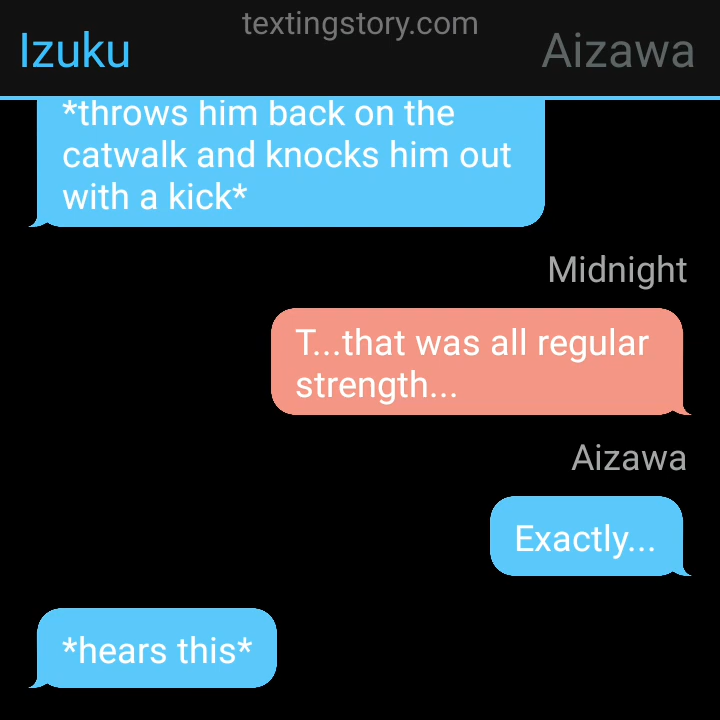 textingstory.com
Izuku
Aizawa
*throws him back on the
catwalk and knocks him out
with a kick*
Midnight
T...that was all regular
strength...
Aizawa
Exactly...
*hears this*